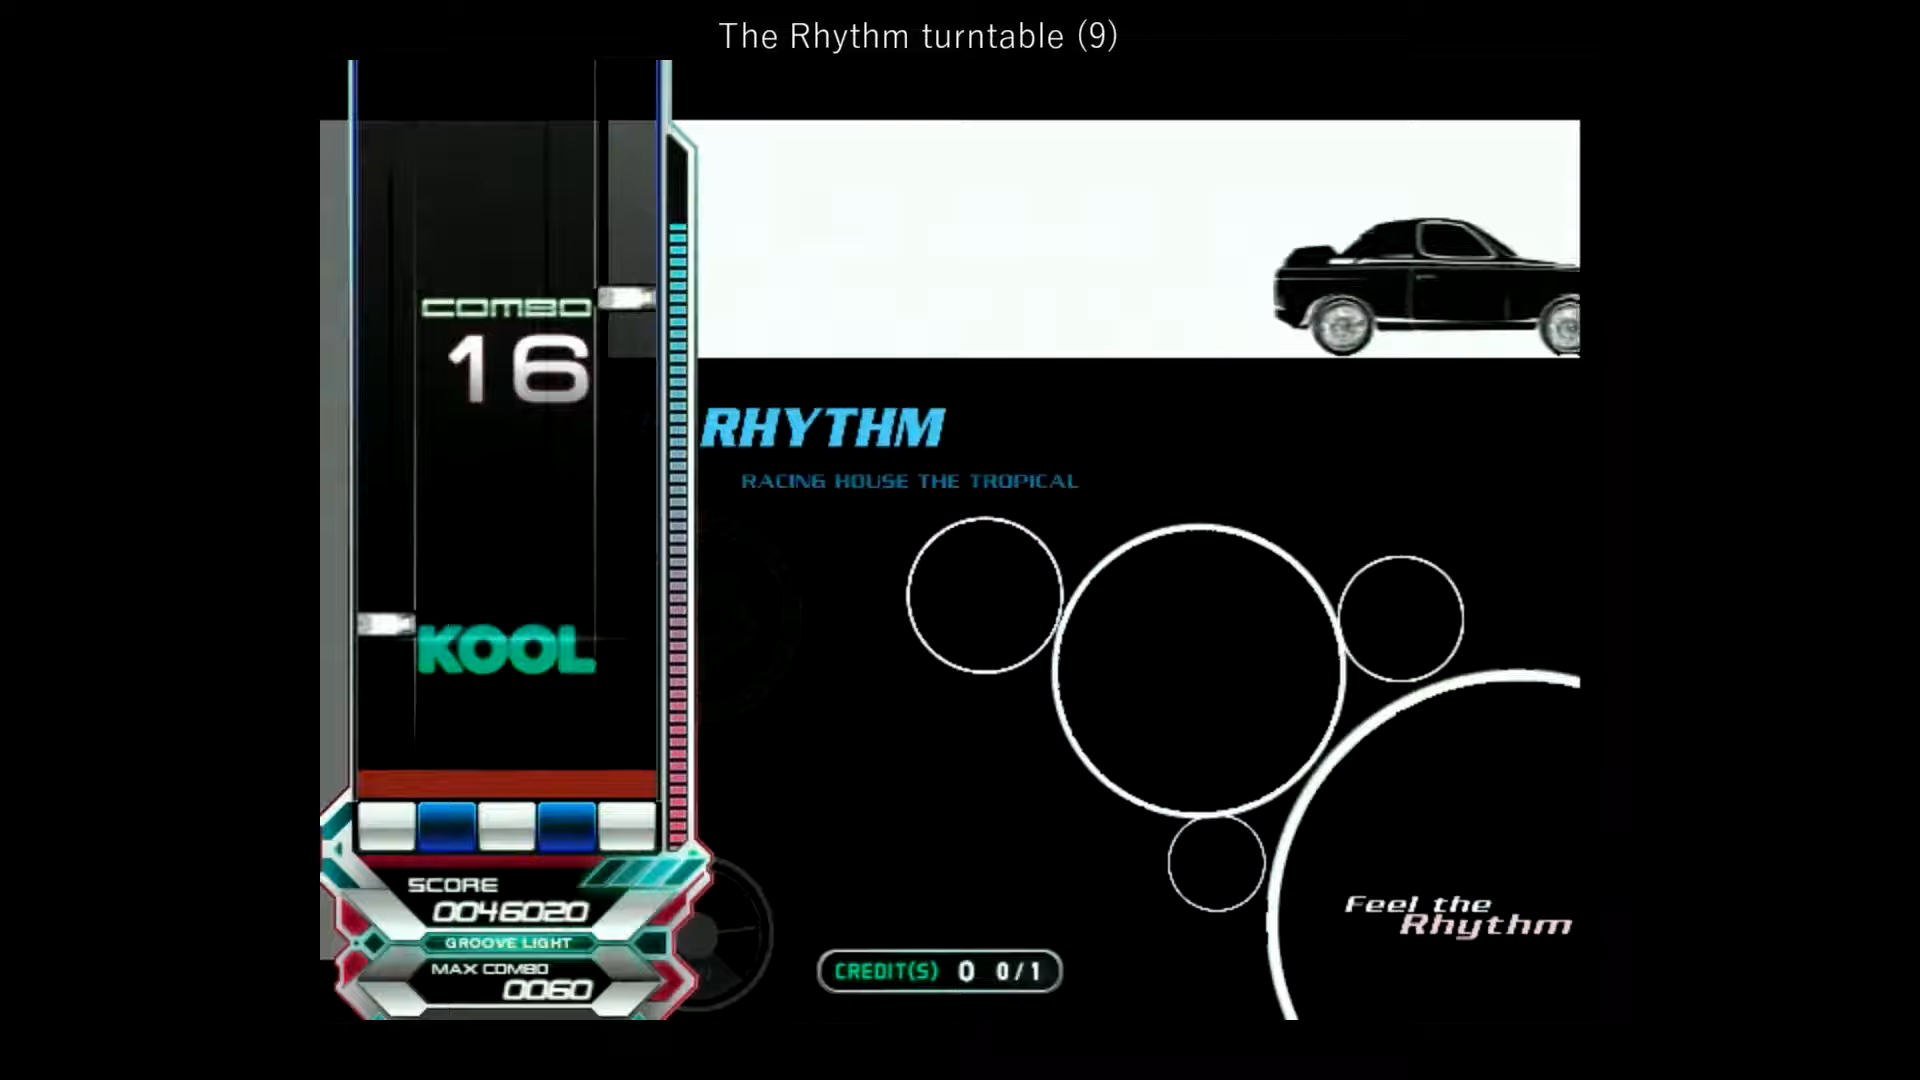 The Rhythm turntable (9)
COMBO
16
RHYTHM
RACING HOUSE THE TROPICAL
KOOL
SCORE
0046020
GROOVE LIGHT
MAX COMBO
0060
CREDIT(S) 0 0/1
Feel the
Rhythm